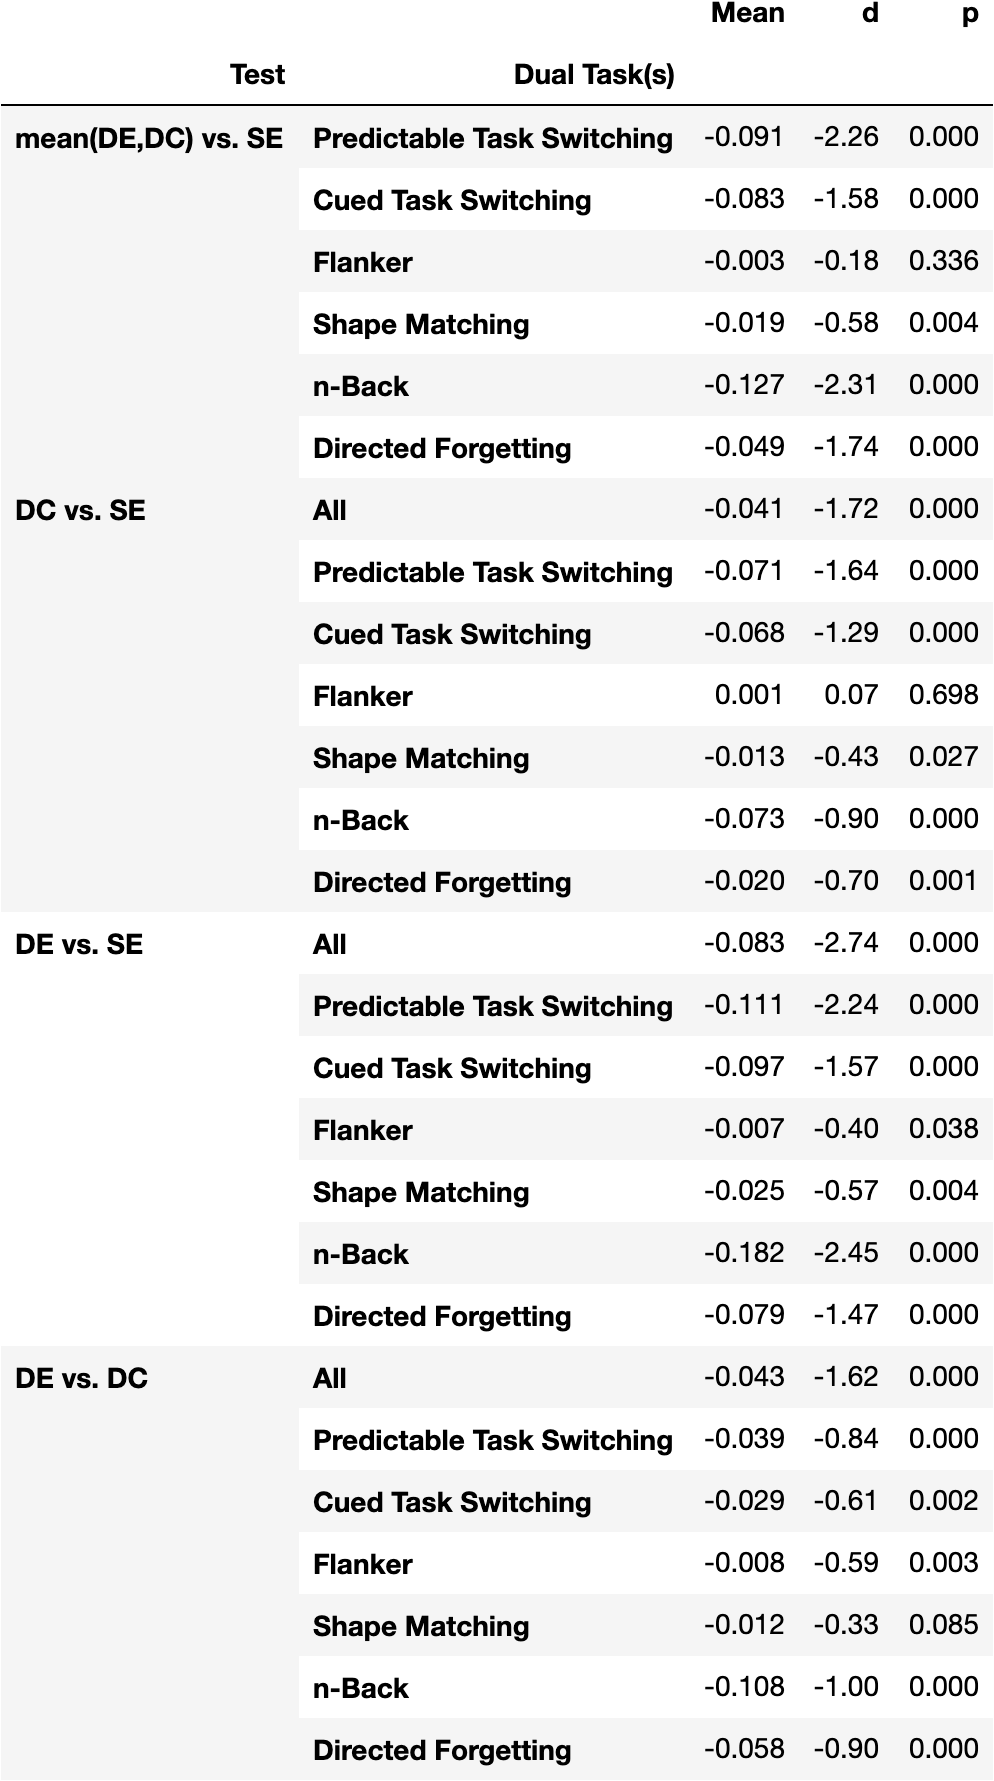 Mean d p
Test Dual Task(s)
mean(DE,DC) vs. SE Predictable Task Switching -0.091 -2.26 0.000
Cued Task Switching -0.083 -1.58 0.000
Flanker -0.003 -0.18 0.336
Shape Matching -0.019 -0.58 0.004
n-Back -0.127 -2.31 0.000
Directed Forgetting -0.049 -1.74 0.000
DC vs. SE All -0.041 -1.72 0.000
Predictable Task Switching -0.071 -1.64 0.000
Cued Task Switching -0.068 -1.29 0.000
Flanker 0.001 0.07 0.698
Shape Matching -0.013 -0.43 0.027
n-Back -0.073 -0.90 0.000
Directed Forgetting -0.020 -0.70 0.001
DE vs. SE All -0.083 -2.74 0.000
Predictable Task Switching -0.111 -2.24 0.000
Cued Task Switching -0.097 -1.57 0.000
Flanker -0.007 -0.40 0.038
Shape Matching -0.025 -0.57 0.004
n-Back -0.182 -2.45 0.000
Directed Forgetting -0.079 -1.47 0.000
DE vs. DC All -0.043 -1.62 0.000
Predictable Task Switching -0.039 -0.84 0.000
Cued Task Switching -0.029 -0.61 0.002
Flanker -0.008 -0.59 0.003
Shape Matching -0.012 -0.33 0.085
n-Back -0.108 -1.00 0.000
Directed Forgetting -0.058 -0.90 0.000